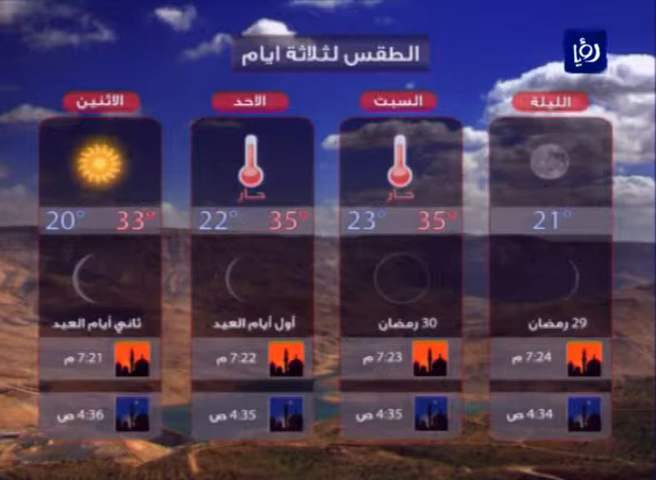 رؤيا
الطقس لثلاثة ايام
الليلة
السبت
الاحد
الاثنين
حار
حار
21°
23° 35°
22° 35°
20° 33°
29 رمضان
30 رمضان
أول أيام العيد
ثاني أيام العيد
7:24 م
7:23 م
7:22 م
7:21 م
4:34 ص
4:35 ص
4:35 ص
4:36 ص